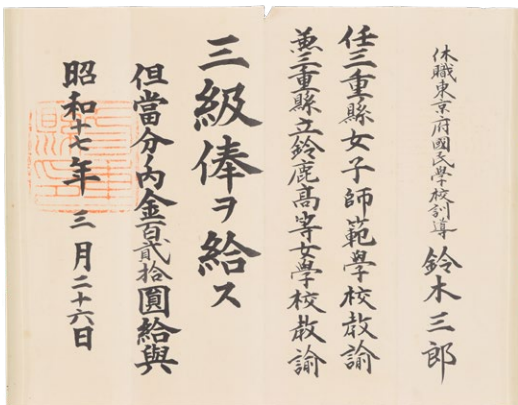 休職東京府國民學校訓導 鈴木三郎
任三重縣女子師範學校教諭
兼三重縣立鈴鹿高等女學校教諭
三級俸ヲ給ス
但當分ノ內金百貳拾圓給與
昭和十七年三月二十六日